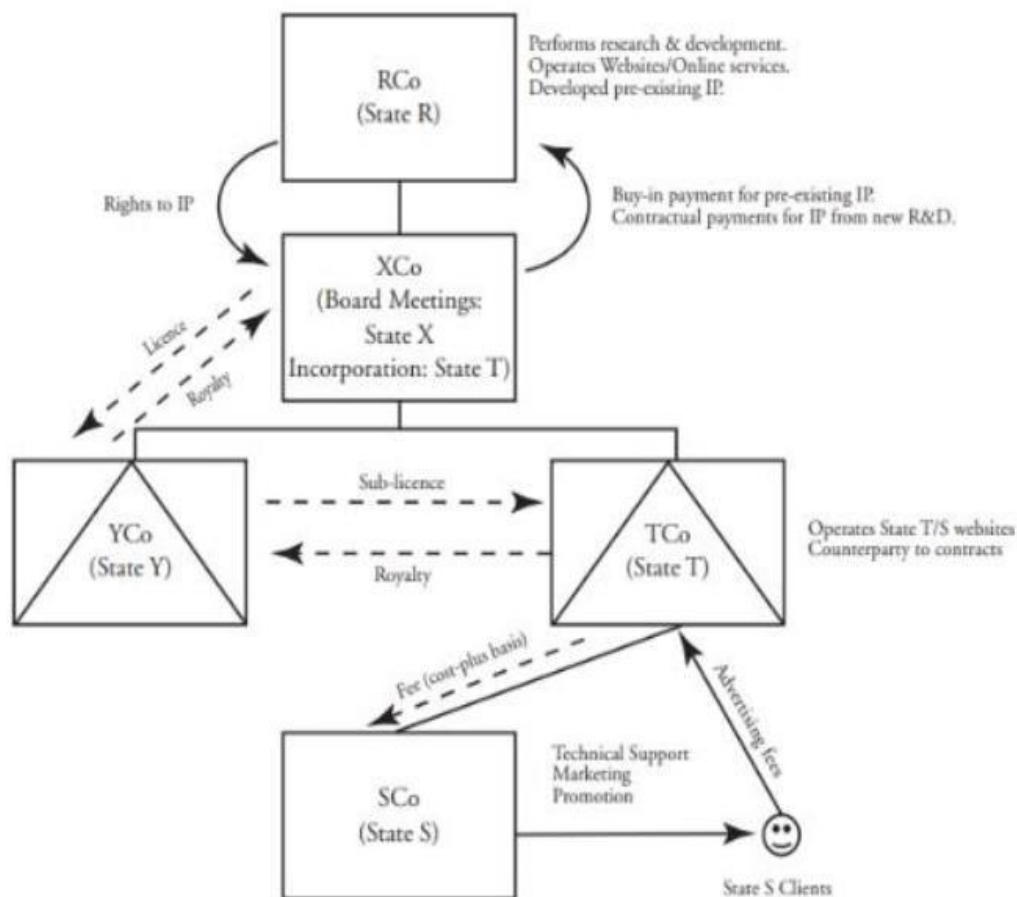 RCo
(State R)
Performs research & development.
Operates Websites/Online services.
Developed pre-existing IP.
Rights to IP
Buy-in payment for pre-existing IP.
Contractual payments for IP from new R&D.
XCo
(Board Meetings:
State X
Incorporation: State T)
Licence
Royalty
YCo
(State Y)
Sub-licence
Royalty
TCo
(State T)
Operates State T/S websites
Counterparty to contracts
Fee (cost-plus basis)
Advertising fees
Technical Support
Marketing
Promotion
SCo
(State S)
State S Clients